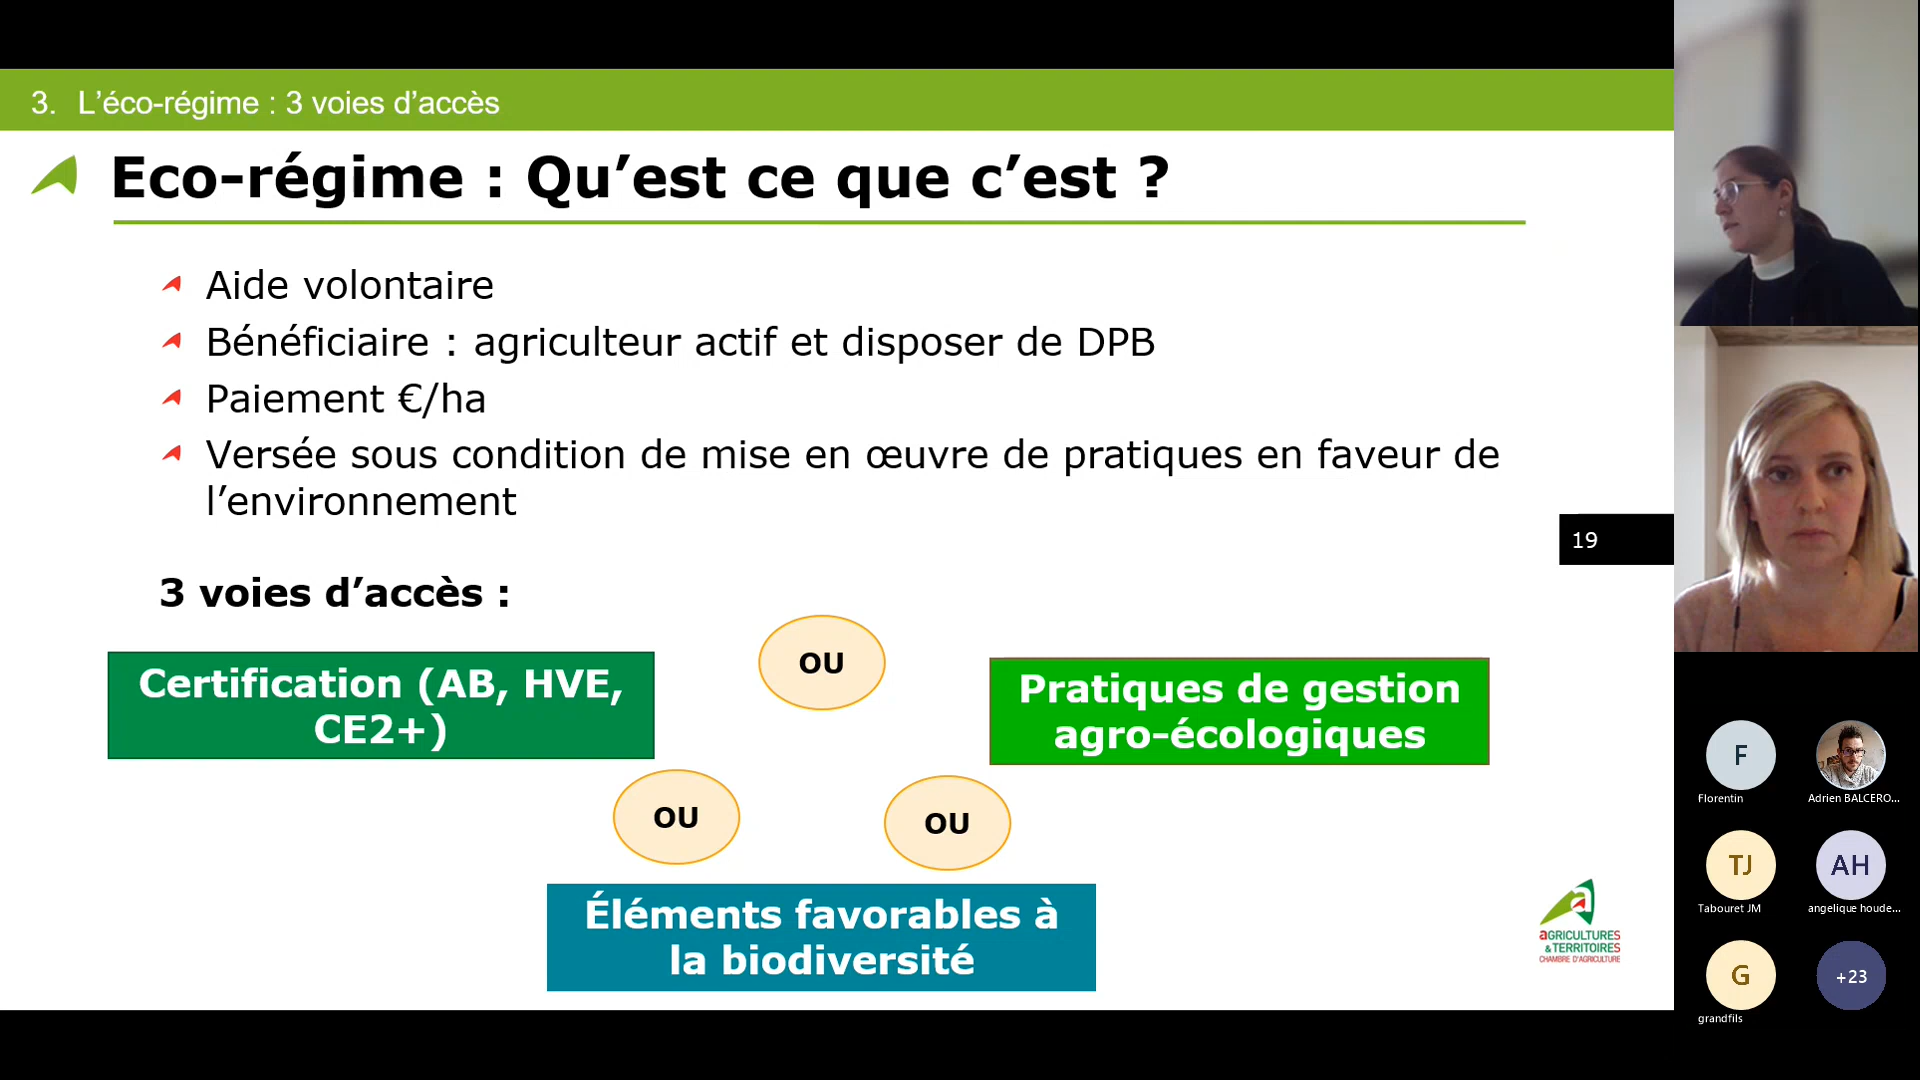 3. L’éco-régime : 3 voies d’accès
Eco-régime : Qu’est ce que c’est ?
Aide volontaire
Bénéficiaire : agriculteur actif et disposer de DPB
Paiement €/ha
Versée sous condition de mise en œuvre de pratiques en faveur de
l’environnement
19
3 voies d’accès :
OU
Certification (AB, HVE,
CE2+)
Pratiques de gestion
agro-écologiques
OU
OU
Éléments favorables à
la biodiversité
a
aGRICULTURES
& TERRITOIRES
CHAMBRE D'AGRICULTURE
F
Florentin
Adrien BALCERO...
TJ
Tabouret JM
AH
angelique houde...
G
grandfils
+23